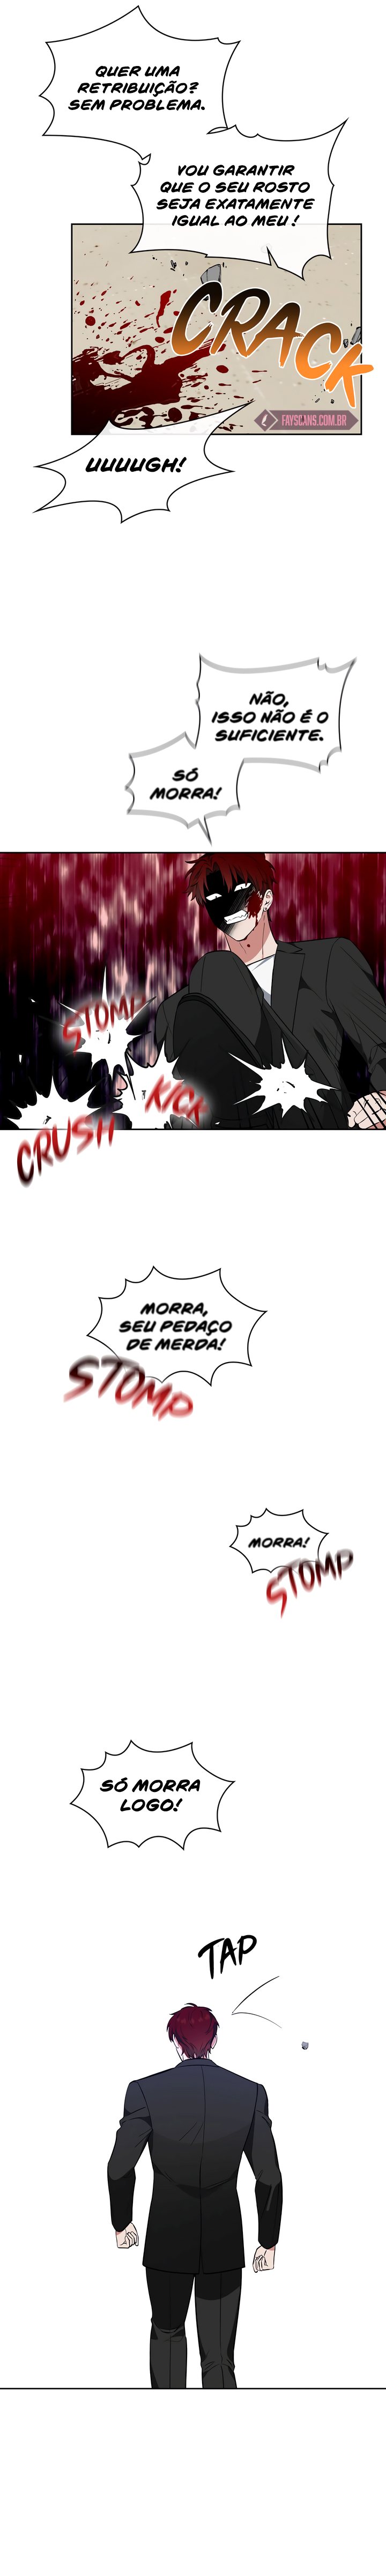 QUER UMA
RETRIBUIÇÃO?
SEM PROBLEMA.
VOU GARANTIR
QUE O SEU ROSTO
SEJA EXATAMENTE
IGUAL AO MEU!
CRACK
FAYSCANS.COM.BR
UUUUGH!
NÃO,
ISSO NÃO É O
SUFICIENTE.
SÓ
MORRA!
STOMP
KICK
CRUSH
MORRA,
SEU PEDAÇO
DE MERDA!
STOMP
MORRA!
STOMP
SÓ MORRA
LOGO!
TAP